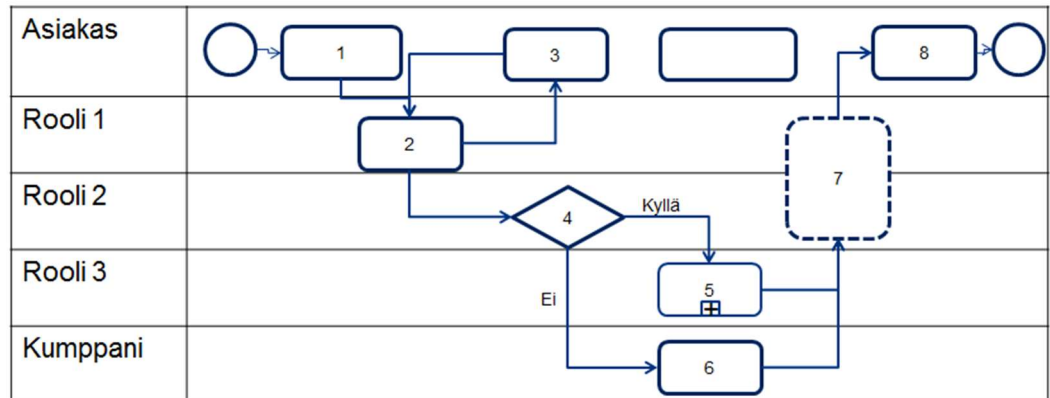 Asiakas
1
3
8
Rooli 1
2
7
Rooli 2
4
Kyllä
Rooli 3
5
Ei
Kumppani
6